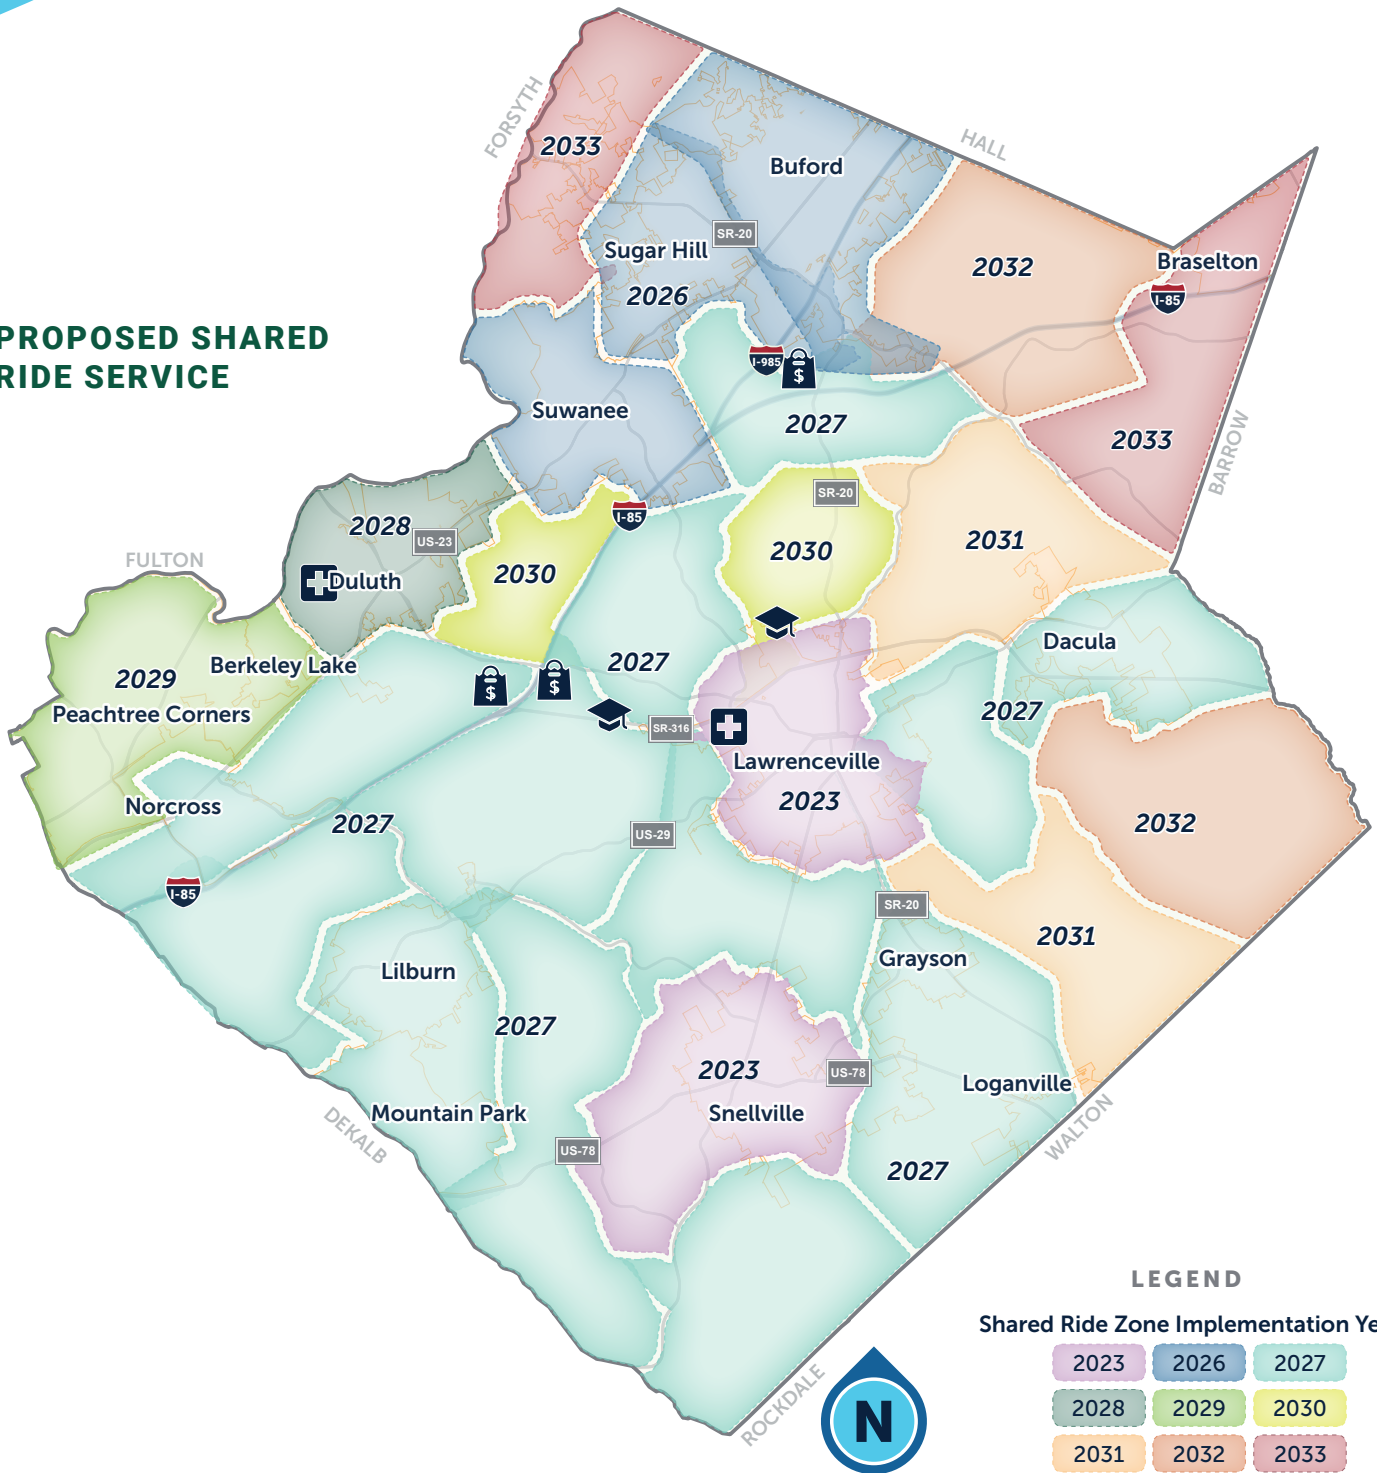 PROPOSED SHARED
RIDE SERVICE
FORSYTH
HALL
2033
Buford
SR-20
Sugar Hill
2026
2032
Braselton
I-85
I-985
$
Suwanee
2027
2033
BARROW
SR-20
2028
US-23
I-85
2030
2031
FULTON
Duluth
2030
Dacula
2029
Berkeley Lake
2027
$
$
Peachtree Corners
2027
SR-316
Lawrenceville
2023
Norcross
2027
US-29
2032
I-85
SR-20
2031
Lilburn
Grayson
2027
2023
US-78
Loganville
Mountain Park
Snellville
DEKALB
WALTON
US-78
2027
ROCKDALE
N
LEGEND
Shared Ride Zone Implementation Ye
2023 2026 2027
2028 2029 2030
2031 2032 2033